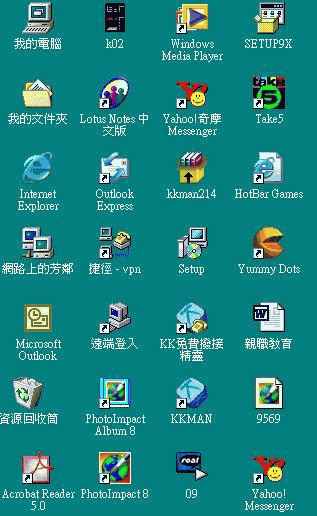 我的電腦
k02
Windows
Media Player
SETUP9X
我的文件夾
Lotus Notes 中
文版
Yahoo!奇摩
Messenger
take
5
Take5
Internet
Explorer
Outlook
Express
kkman214
HotBar Games
網路上的芳鄰
捷徑 - vpn
Setup
Yummy Dots
Microsoft
Outlook
遠端登入
KK免費撥接
精靈
親職教育
資源回收筒
PhotoImpact
Album 8
KKMAN
9569
Acrobat Reader
5.0
PhotoImpact 8
real
09
Yahoo!
Messenger